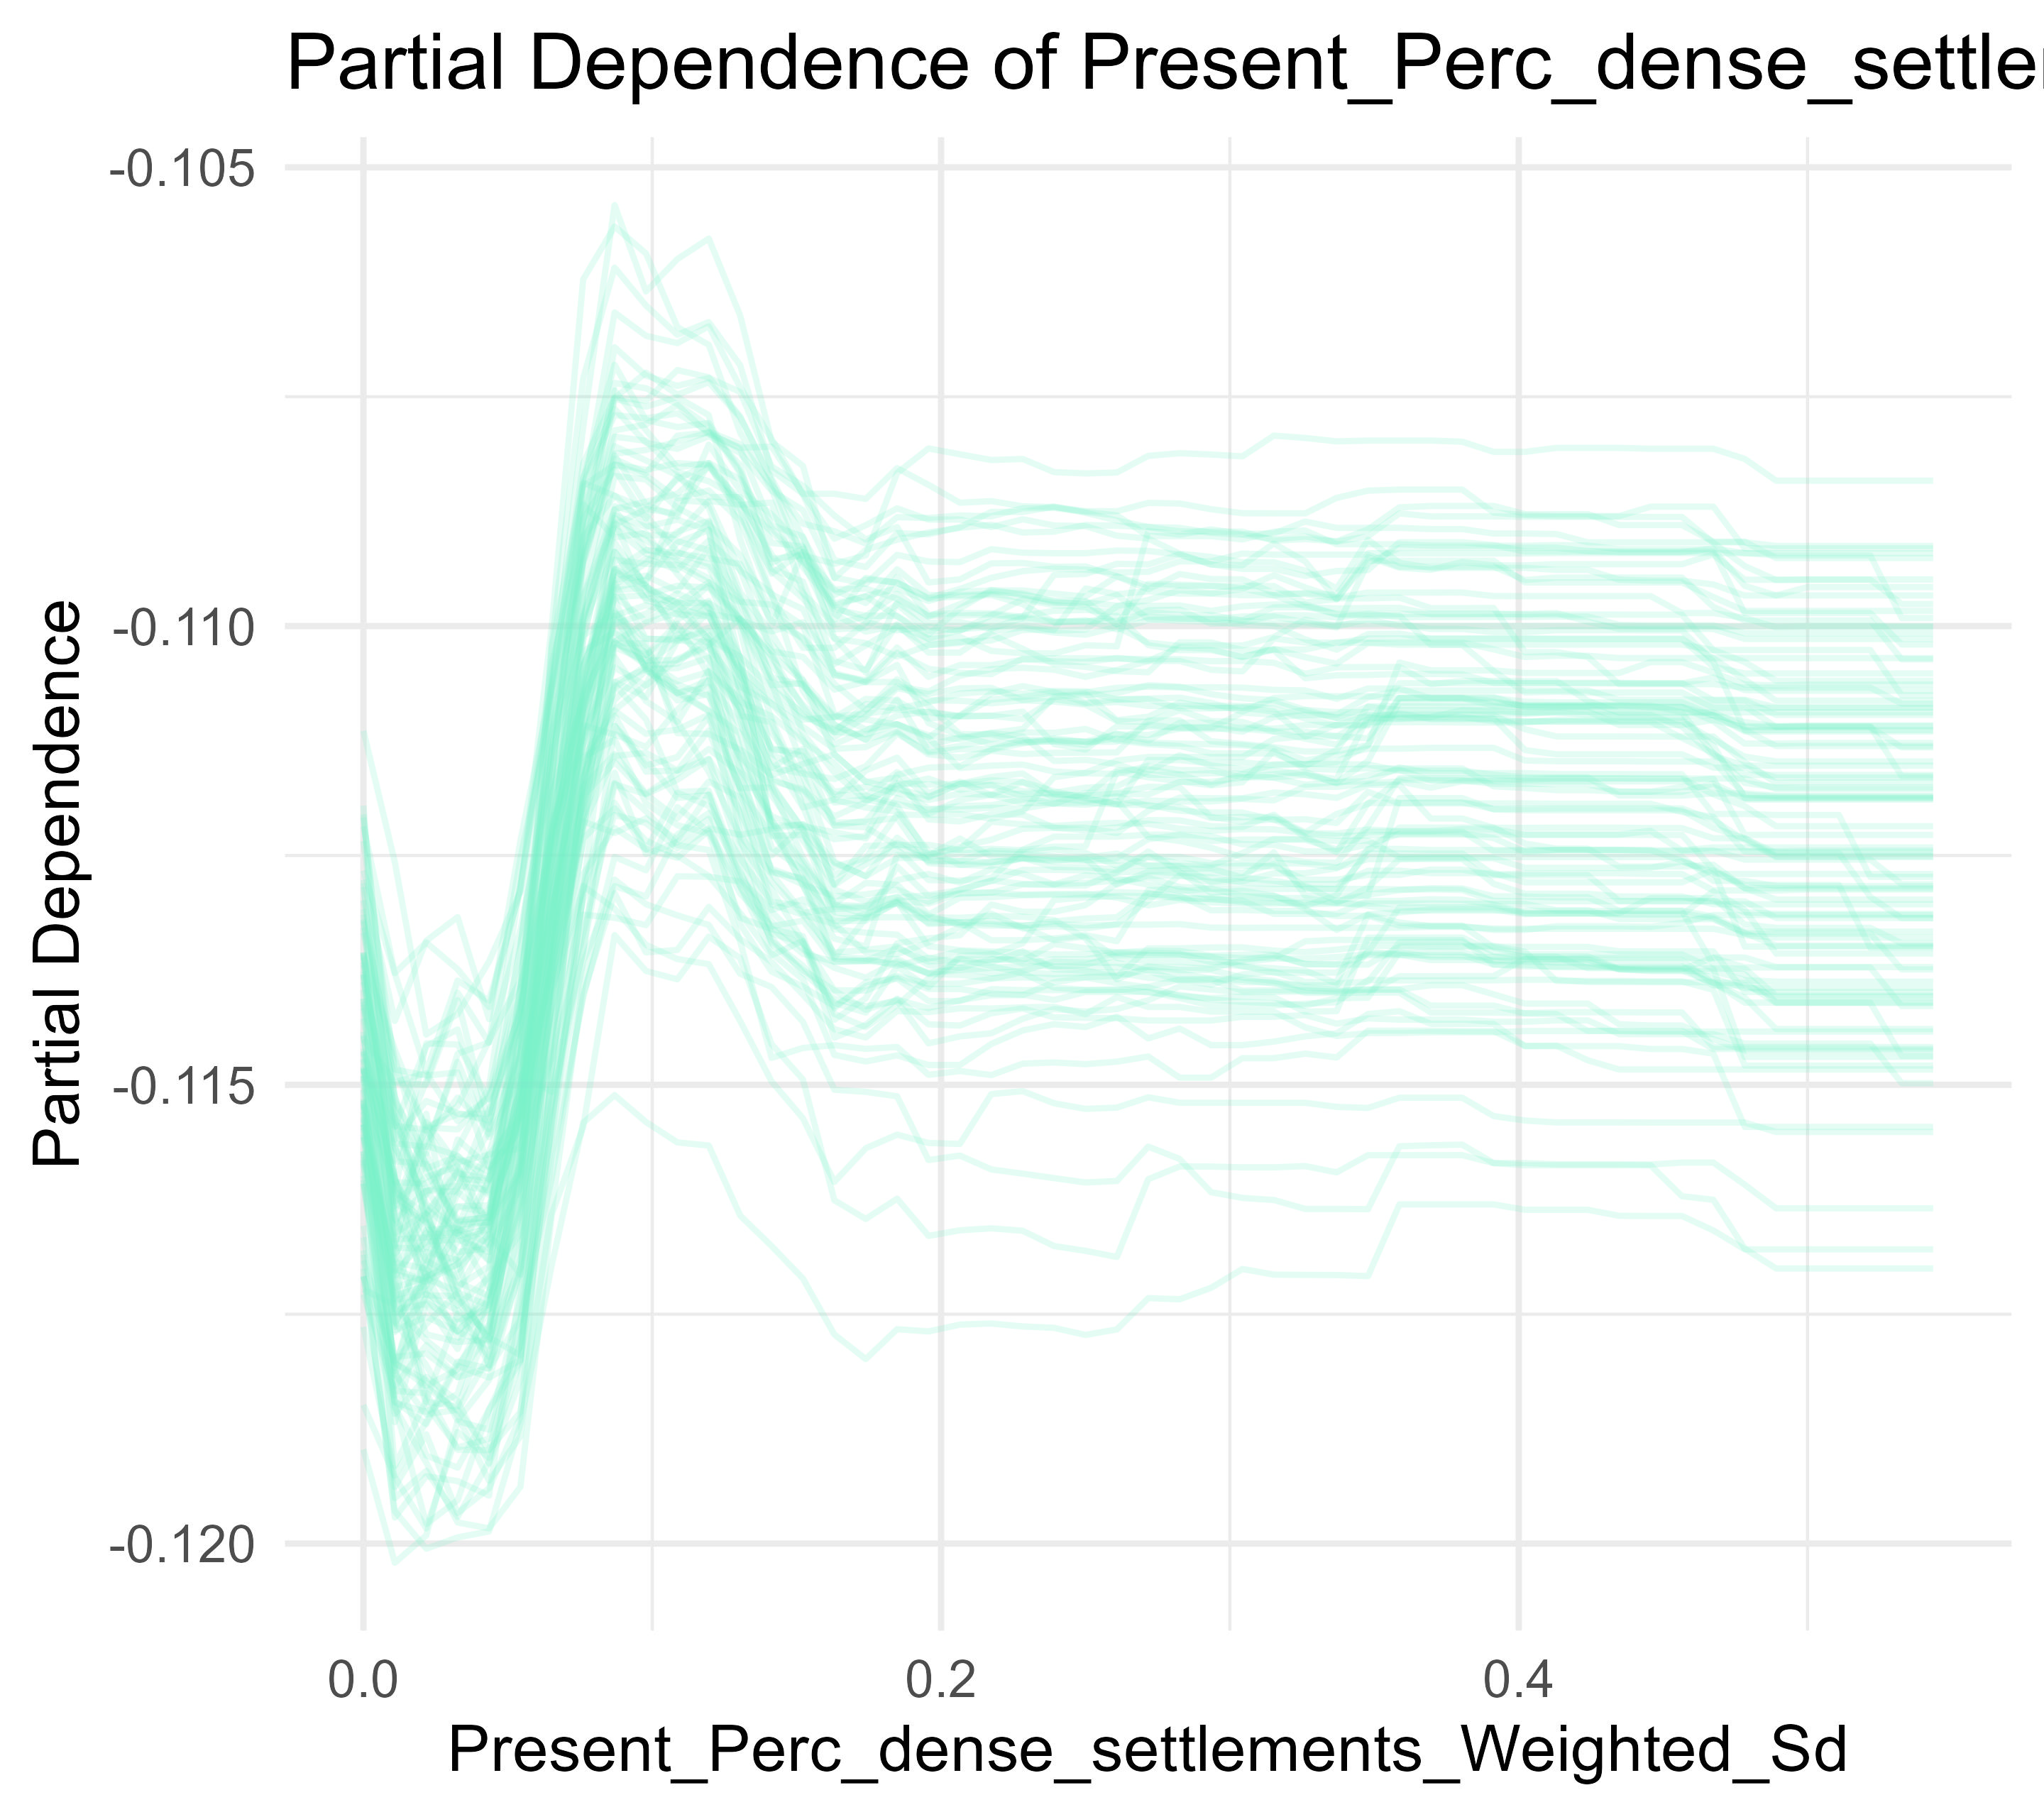 Partial Dependence of Present_Perc_dense_settle
-0.105
-0.110
-0.115
-0.120
Partial Dependence
0.0 0.2 0.4
Present_Perc_dense_settlements_Weighted_Sd